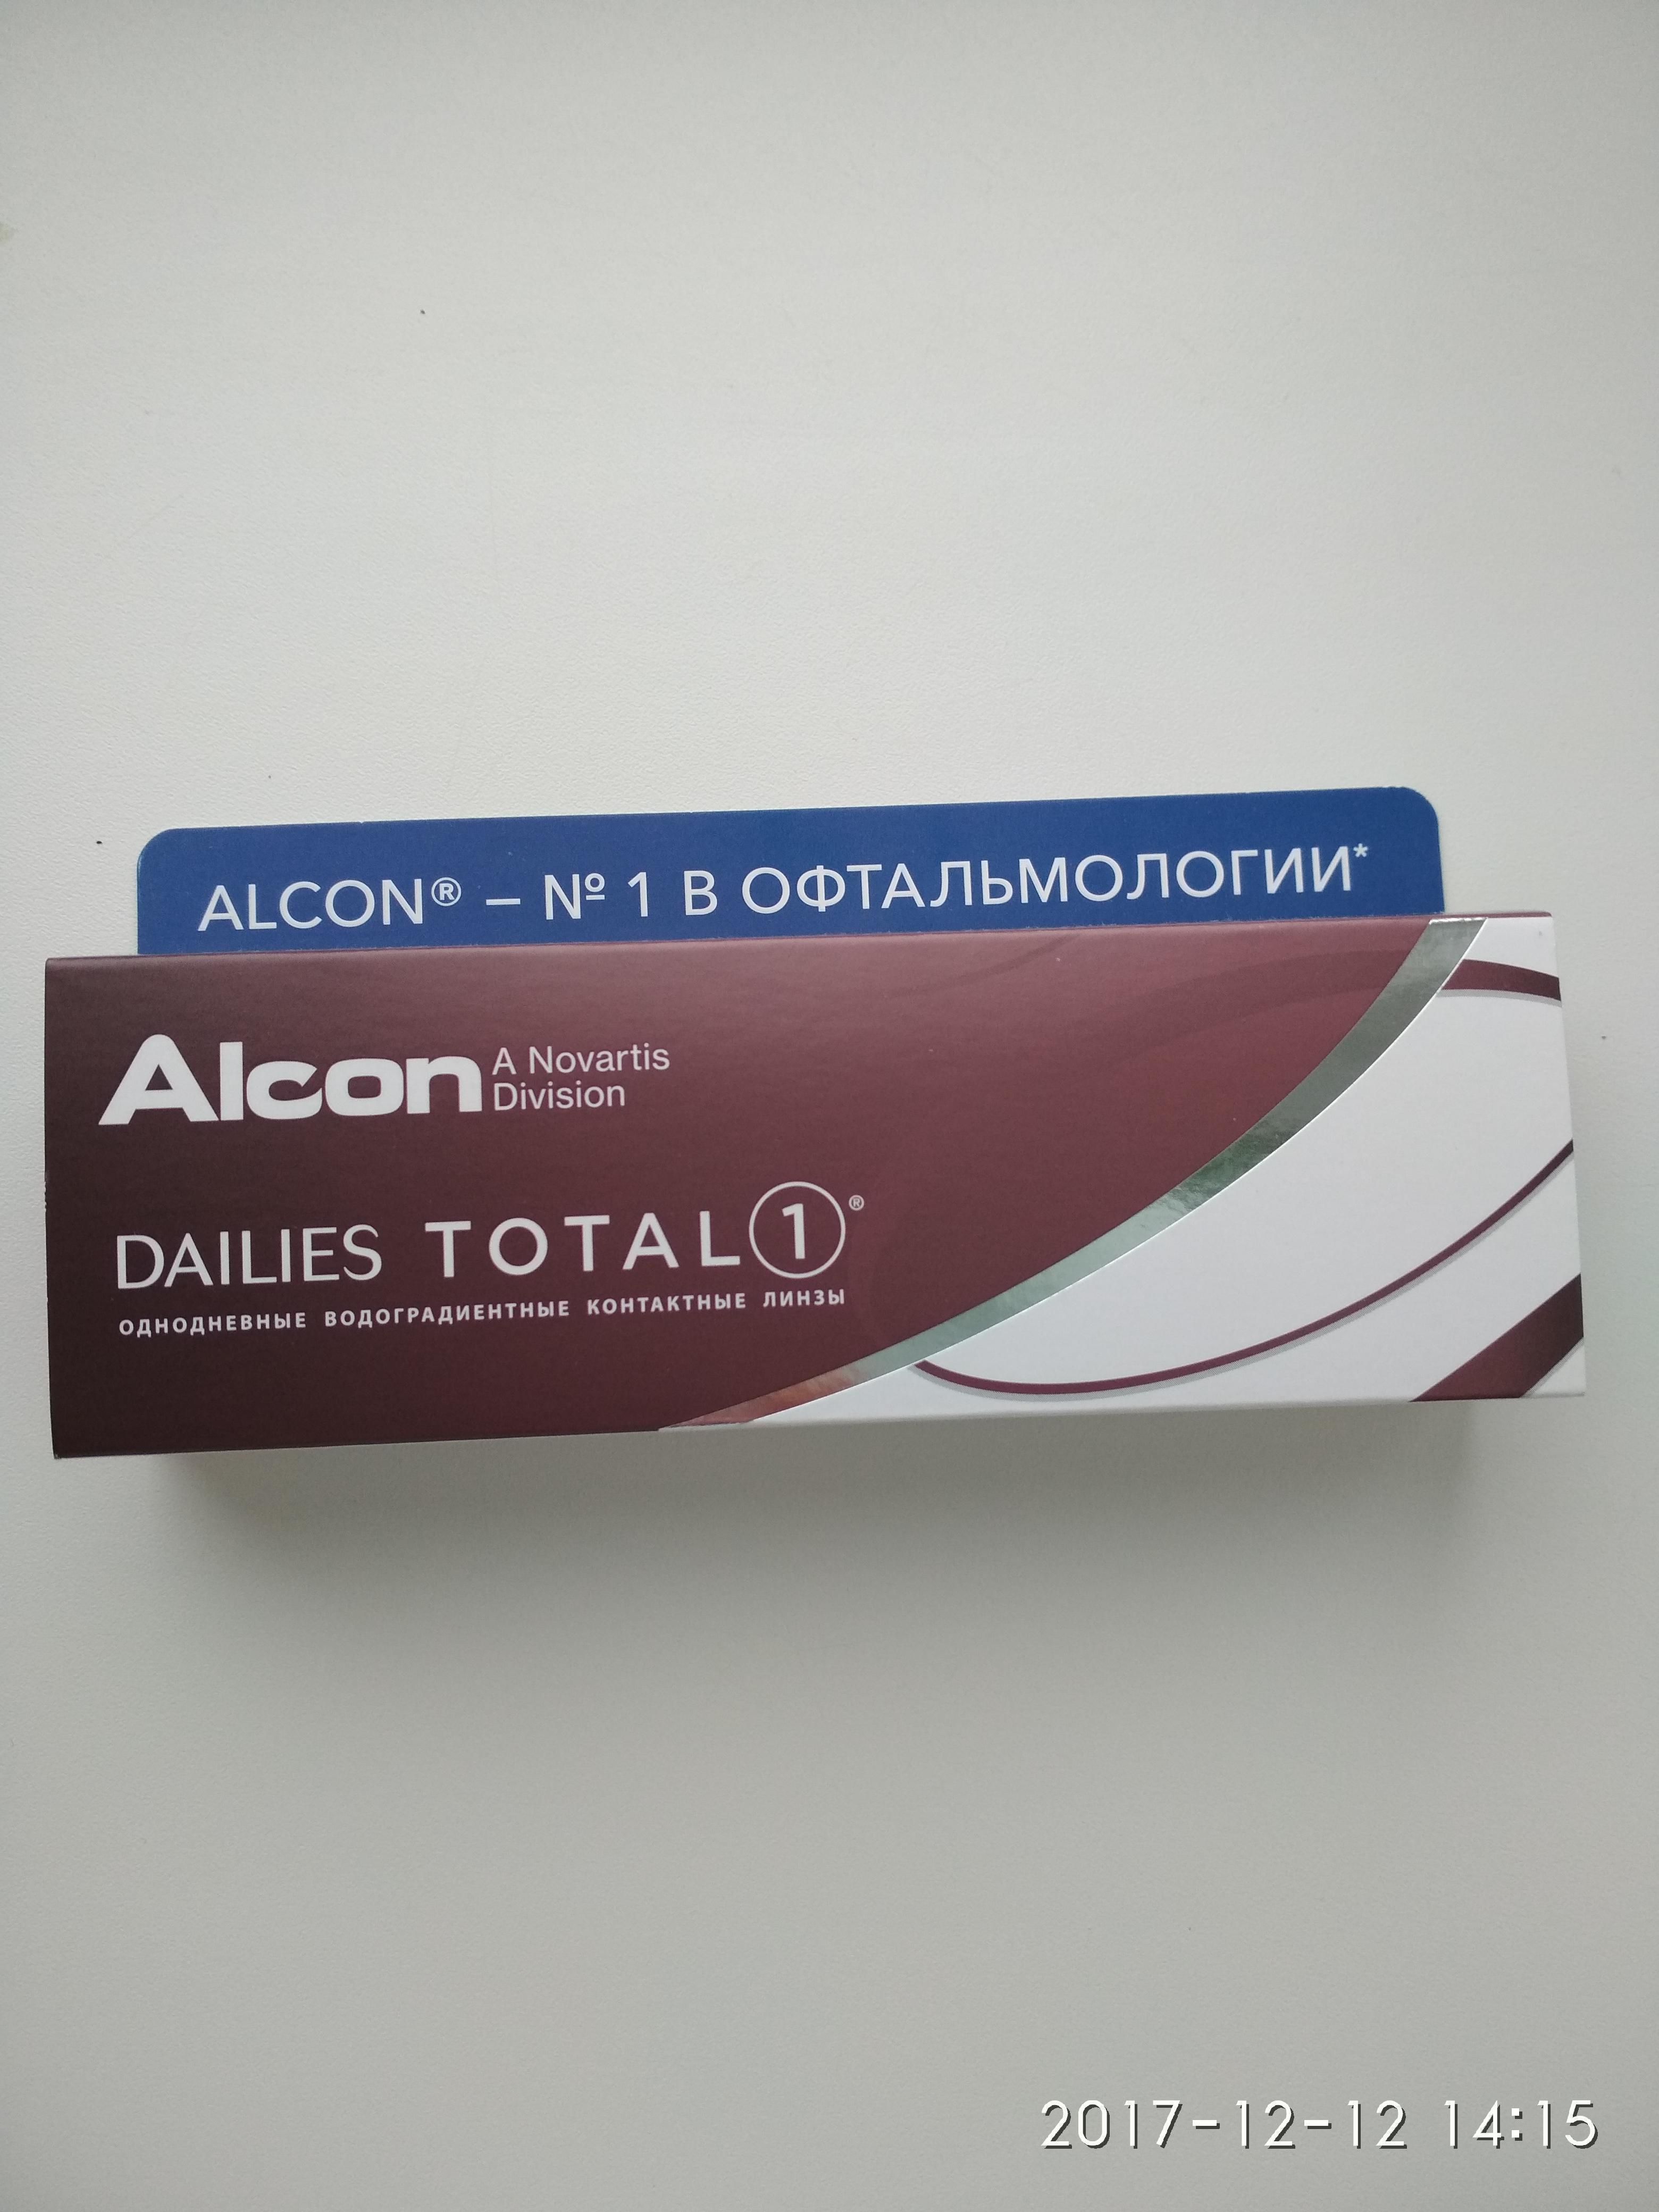 ALCON® – № 1 В ОФТАЛЬМОЛОГИИ*
Alcon A Novartis
Division
DAILIES TOTAL1®
ОДНОДНЕВНЫЕ ВОДОГРАДИЕНТНЫЕ КОНТАКТНЫЕ ЛИНЗЫ
2017-12-12 14:15